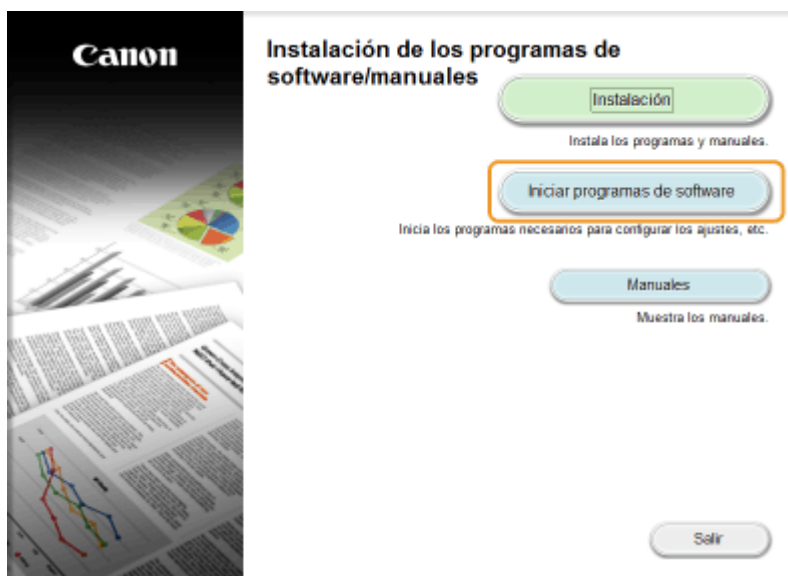 Canon
Instalación de los programas de
software/manuales
Instalación
Instala los programas y manuales.
Iniciar programas de software
Inicia los programas necesarios para configurar los ajustes, etc.
Manuales
Muestra los manuales.
Salir